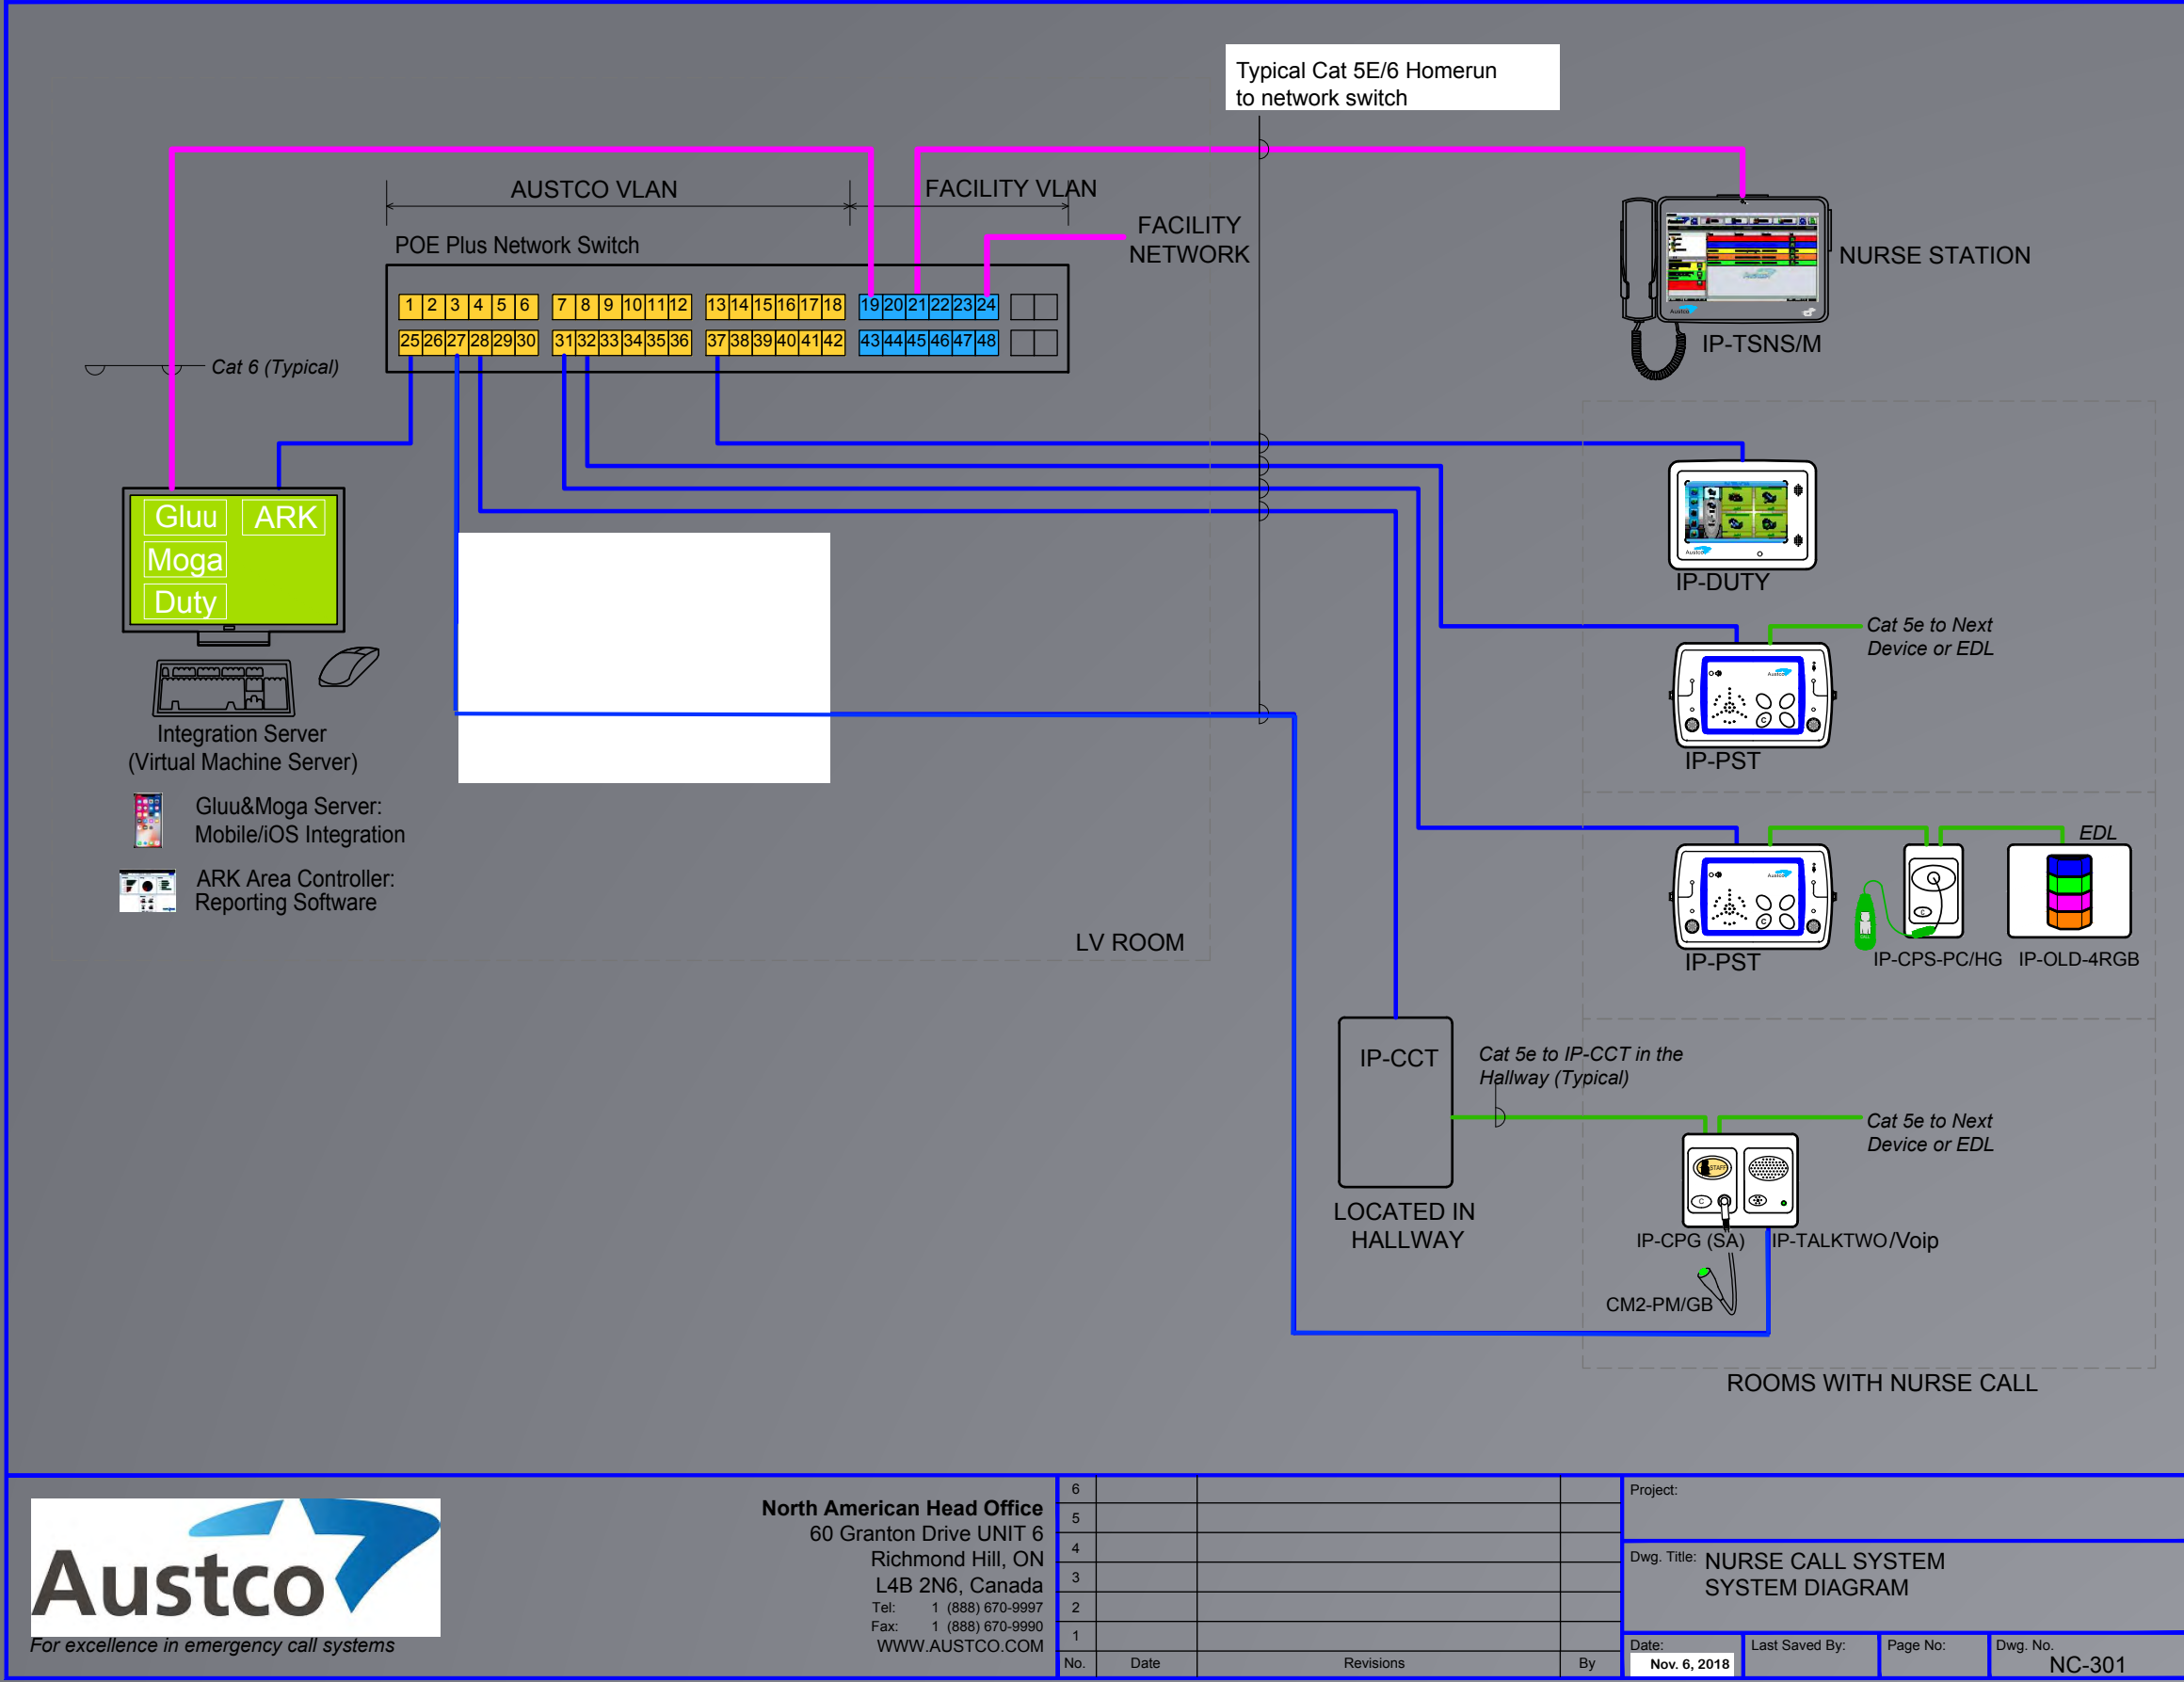 Typical Cat 5E/6 Homerun
to network switch
AUSTCO VLAN
FACILITY VLAN
FACILITY
NETWORK
POE Plus Network Switch
1 2 3 4 5 6 7 8 9 10 11 12 13 14 15 16 17 18 19 20 21 22 23 24
25 26 27 28 29 30 31 32 33 34 35 36 37 38 39 40 41 42 43 44 45 46 47 48
Cat 6 (Typical)
NURSE STATION
Austco
Austco
IP-TSNS/M
Gluu ARK
Moga
Duty
Integration Server
(Virtual Machine Server)
Gluu&Moga Server:
Mobile/iOS Integration
ARK Area Controller:
Reporting Software
LV ROOM
Austco
IP-DUTY
Cat 5e to Next
Device or EDL
Austco
C
IP-PST
EDL
Austco
C
C
IP-PST
IP-CPS-PC/HG
IP-OLD-4RGB
IP-CCT
Cat 5e to IP-CCT in the
Hallway (Typical)
LOCATED IN
HALLWAY
Cat 5e to Next
Device or EDL
STAFF
C
IP-CPG (SA)
IP-TALKTWO/Voip
CM2-PM/GB
ROOMS WITH NURSE CALL
Austco
For excellence in emergency call systems
North American Head Office
60 Granton Drive UNIT 6
Richmond Hill, ON
L4B 2N6, Canada
Tel: 1 (888) 670-9997
Fax: 1 (888) 670-9990
WWW.AUSTCO.COM
6
5
4
3
2
1
No. Date Revisions By
Project:
Dwg. Title: NURSE CALL SYSTEM
SYSTEM DIAGRAM
Date: Last Saved By: Page No: Dwg. No.
Nov. 6, 2018 NC-301